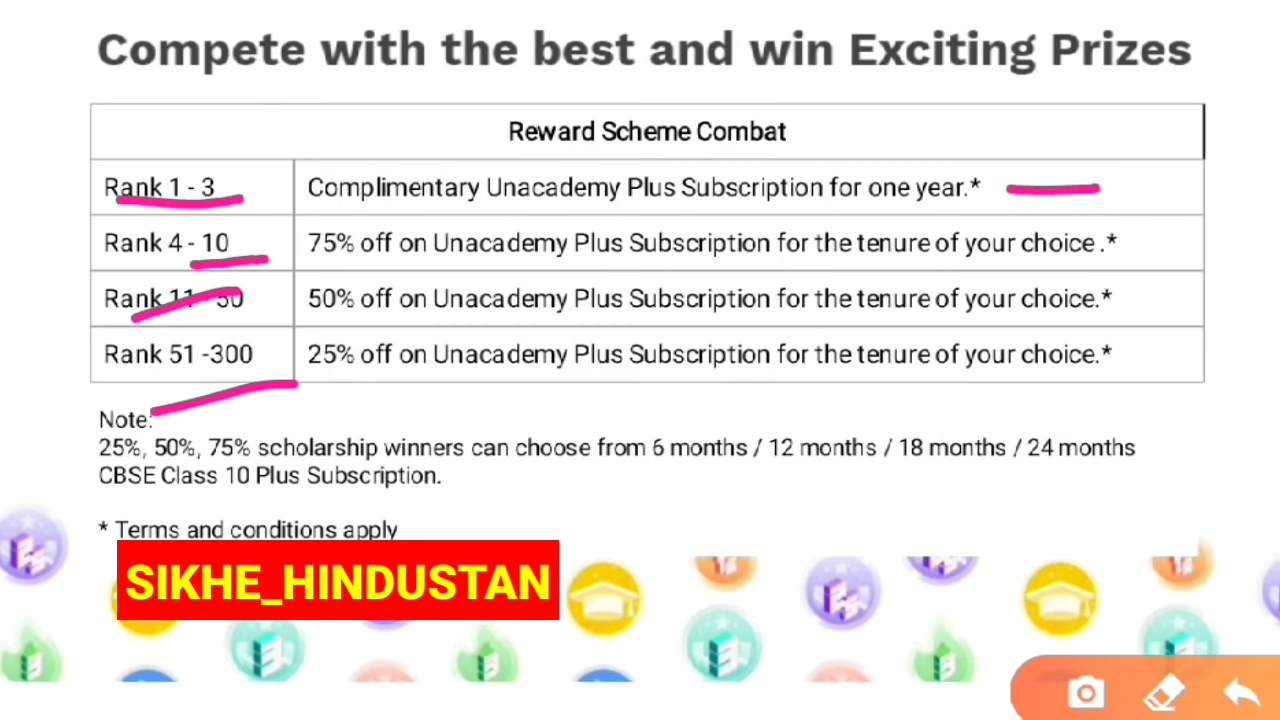 Compete with the best and win Exciting Prizes
Reward Scheme Combat
Rank 1 - 3 Complimentary Unacademy Plus Subscription for one year.*
Rank 4 - 10 75% off on Unacademy Plus Subscription for the tenure of your choice .*
Rank 11 - 50 50% off on Unacademy Plus Subscription for the tenure of your choice.*
Rank 51 -300 25% off on Unacademy Plus Subscription for the tenure of your choice.*
Note:
25%, 50%, 75% scholarship winners can choose from 6 months / 12 months / 18 months / 24 months
CBSE Class 10 Plus Subscription.
* Terms and conditions apply
SIKHE_HINDUSTAN